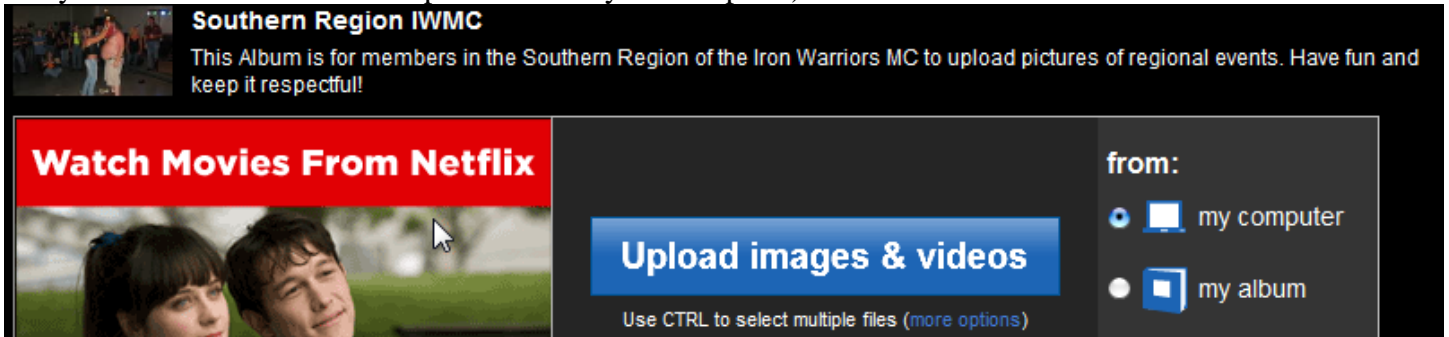 Southern Region IWMC
This Album is for members in the Southern Region of the Iron Warriors MC to upload pictures of regional events. Have fun and
keep it respectful!
Watch Movies From Netflix
from:
my computer
Upload images & videos
my album
Use CTRL to select multiple files (more options)